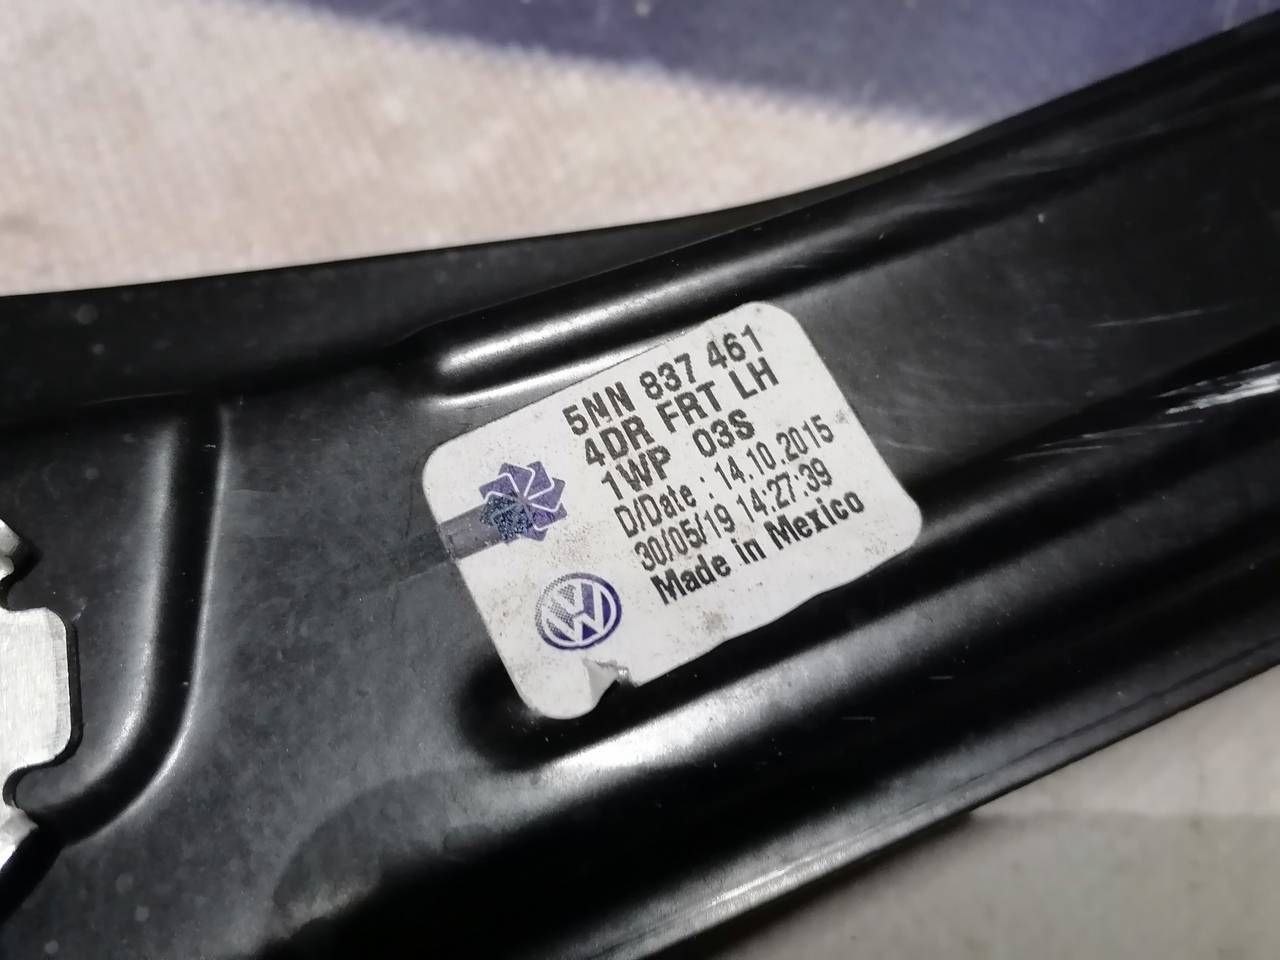 5NN 837 461
4DR FRT LH
1WP 03S
D/Date : 14.10.2015
30/05/19 14:27:39
Made in Mexico